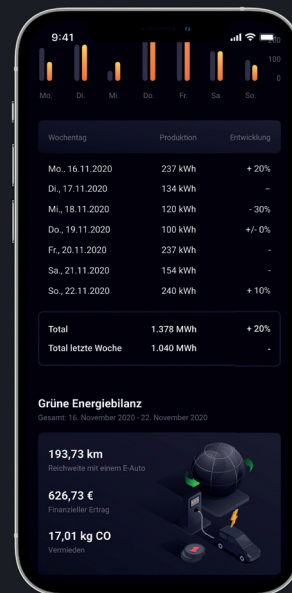 9:41
200
100
0
Mo. Di. Mi. Do. Fr. Sa. So.
Wochentag Produktion Entwicklung
Mo., 16.11.2020 237 kWh + 20%
Di., 17.11.2020 134 kWh –
Mi., 18.11.2020 120 kWh - 30%
Do., 19.11.2020 100 kWh +/- 0%
Fr., 20.11.2020 237 kWh -
Sa., 21.11.2020 154 kWh -
So., 22.11.2020 240 kWh + 10%
Total 1.378 MWh + 20%
Total letzte Woche 1.040 MWh -
Grüne Energiebilanz
Gesamt: 16. November 2020 - 22. November 2020
193,73 km
Reichweite mit einem E-Auto
626,73 €
Finanzieller Ertrag
17,01 kg CO
Vermieden